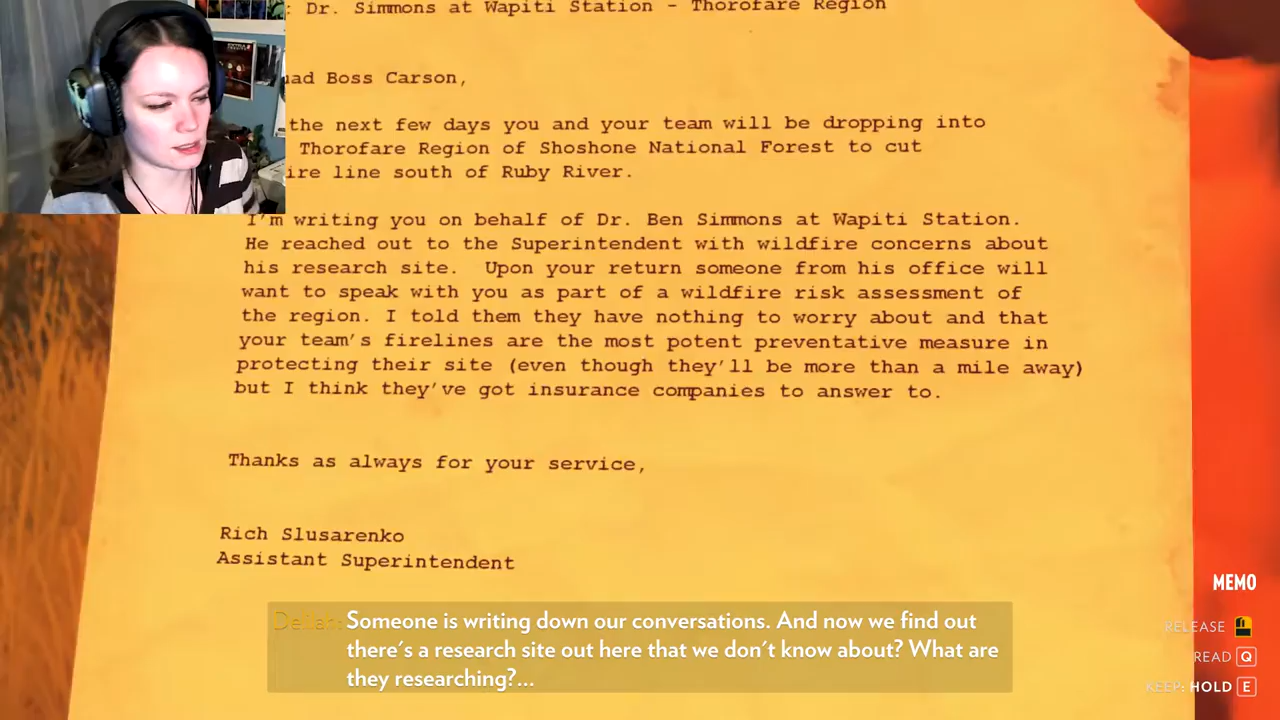 : Dr. Simmons at Wapiti Station - Thorofare Region
uad Boss Carson,
the next few days you and your team will be dropping into
Thorofare Region of Shoshone National Forest to cut
ire line south of Ruby River.
I'm writing you on behalf of Dr. Ben Simmons at Wapiti Station.
He reached out to the Superintendent with wildfire concerns about
his research site. Upon your return someone from his office will
want to speak with you as part of a wildfire risk assessment of
the region. I told them they have nothing to worry about and that
your team's firelines are the most potent preventative measure in
protecting their site (even though they'll be more than a mile away)
but I think they've got insurance companies to answer to.
Thanks as always for your service,
Rich Slusarenko
Assistant Superintendent
MEMO
RELEASE
READ Q
KEEP: HOLD E
Delilah: Someone is writing down our conversations. And now we find out
there's a research site out here that we don't know about? What are
they researching?...